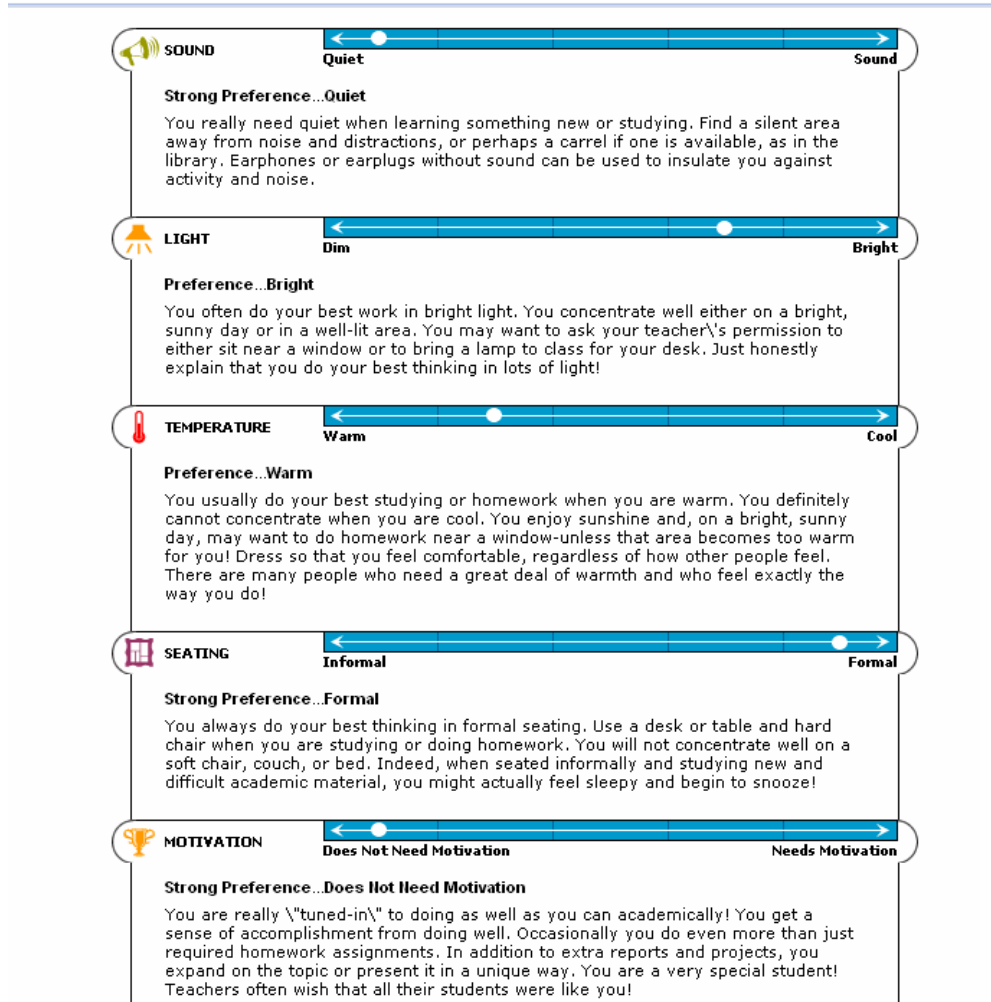 SOUND
Quiet Sound
Strong Preference...Quiet
You really need quiet when learning something new or studying. Find a silent area
away from noise and distractions, or perhaps a carrel if one is available, as in the
library. Earphones or earplugs without sound can be used to insulate you against
activity and noise.
LIGHT
Dim Bright
Preference...Bright
You often do your best work in bright light. You concentrate well either on a bright,
sunny day or in a well-lit area. You may want to ask your teacher\'s permission to
either sit near a window or to bring a lamp to class for your desk. Just honestly
explain that you do your best thinking in lots of light!
TEMPERATURE
Warm Cool
Preference...Warm
You usually do your best studying or homework when you are warm. You definitely
cannot concentrate when you are cool. You enjoy sunshine and, on a bright, sunny
day, may want to do homework near a window-unless that area becomes too warm
for you! Dress so that you feel comfortable, regardless of how other people feel.
There are many people who need a great deal of warmth and who feel exactly the
way you do!
SEATING
Informal Formal
Strong Preference...Formal
You always do your best thinking in formal seating. Use a desk or table and hard
chair when you are studying or doing homework. You will not concentrate well on a
soft chair, couch, or bed. Indeed, when seated informally and studying new and
difficult academic material, you might actually feel sleepy and begin to snooze!
MOTIVATION
Does Not Need Motivation Needs Motivation
Strong Preference...Does Not Need Motivation
You are really \"tuned-in\" to doing as well as you can academically! You get a
sense of accomplishment from doing well. Occasionally you do even more than just
required homework assignments. In addition to extra reports and projects, you
expand on the topic or present it in a unique way. You are a very special student!
Teachers often wish that all their students were like you!